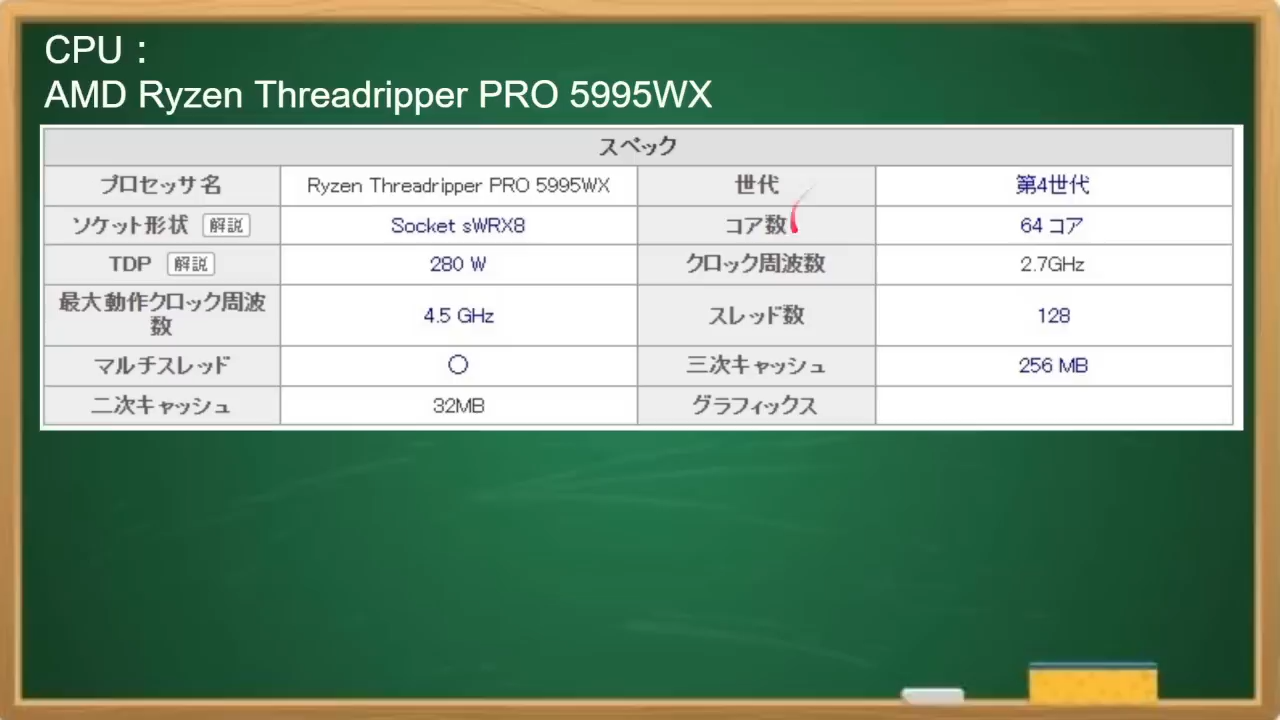 CPU：
AMD Ryzen Threadripper PRO 5995WX
スペック
プロセッサ名 Ryzen Threadripper PRO 5995WX 世代 第4世代
ソケット形状 解説 Socket sWRX8 コア数 64 コア
TDP 解説 280 W クロック周波数 2.7GHz
最大動作クロック周波
数 4.5 GHz スレッド数 128
マルチスレッド ○ 三次キャッシュ 256 MB
二次キャッシュ 32MB グラフィックス